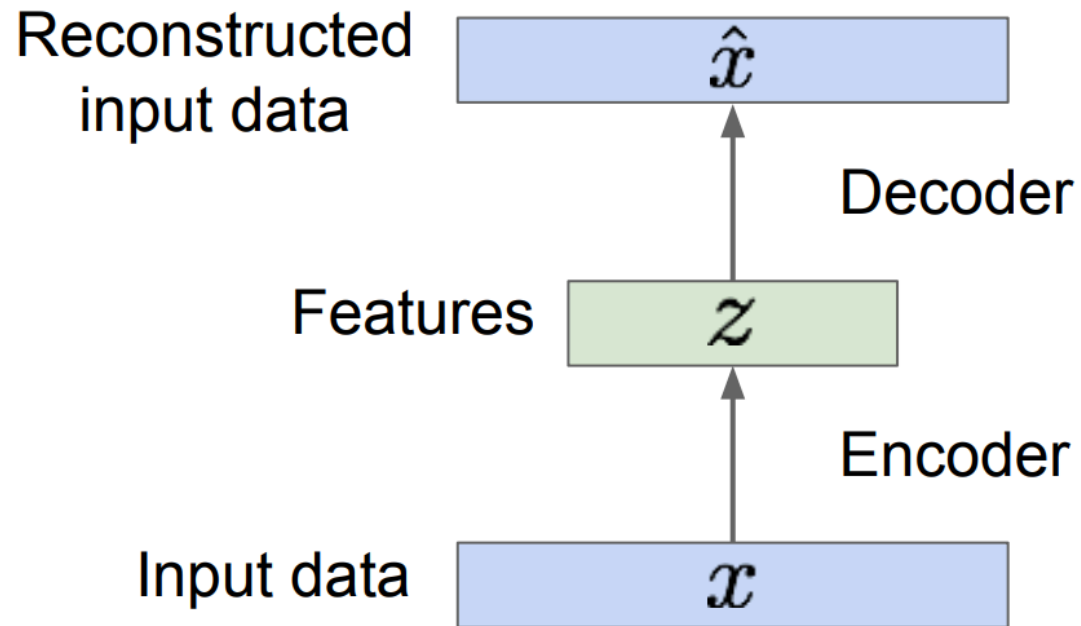 Reconstructed
input data
x̂
Decoder
Features
z
Encoder
Input data
x